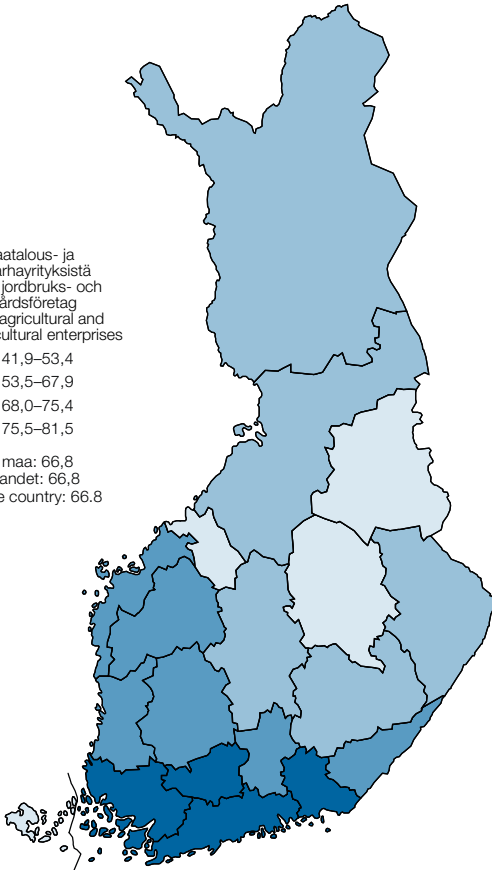 aatalous- ja
arhayrityksistä
jordbruks- och
årdsföretag
agricultural and
cultural enterprises
41,9–53,4
53,5–67,9
68,0–75,4
75,5–81,5
maa: 66,8
andet: 66,8
e country: 66.8